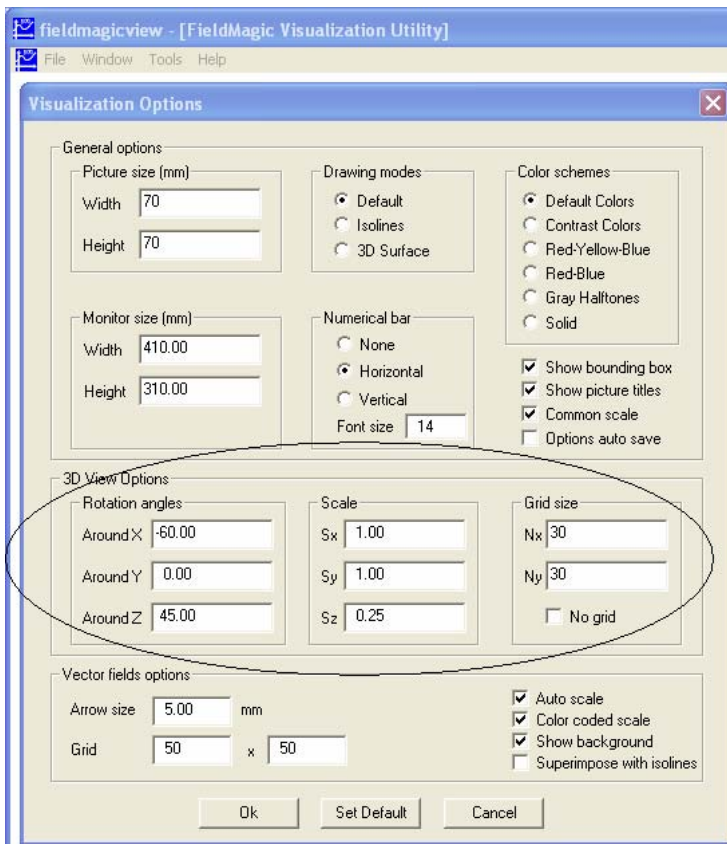 fieldmagicview - [FieldMagic Visualization Utility]
File Window Tools Help
Visualization Options
General options
Picture size (mm)
Width 70
Height 70
Drawing modes
Default
Isolines
3D Surface
Color schemes
Default Colors
Contrast Colors
Red-Yellow-Blue
Red-Blue
Gray Halftones
Solid
Monitor size (mm)
Width 410.00
Height 310.00
Numerical bar
None
Horizontal
Vertical
Font size 14
Show bounding box
Show picture titles
Common scale
Options auto save
3D View Options
Rotation angles
Around X -60.00
Around Y 0.00
Around Z 45.00
Scale
Sx 1.00
Sy 1.00
Sz 0.25
Grid size
Nx 30
Ny 30
No grid
Vector fields options
Arrow size 5.00 mm
Grid 50 x 50
Auto scale
Color coded scale
Show background
Superimpose with isolines
Ok Set Default Cancel